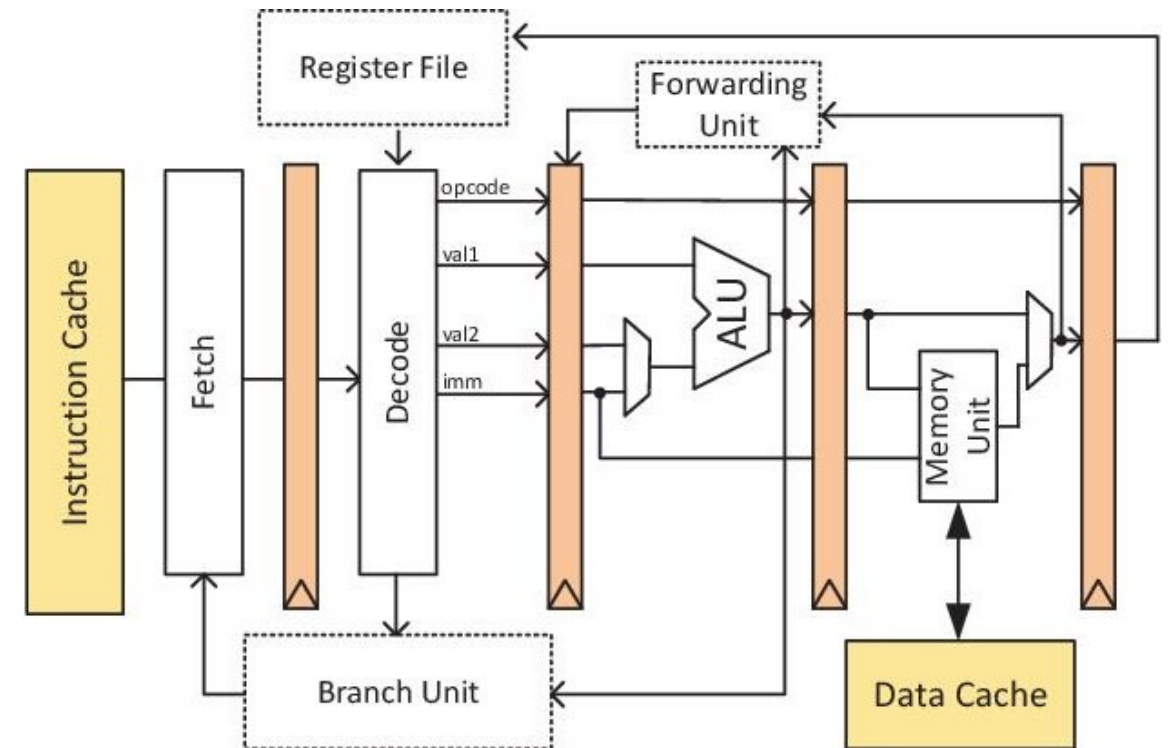 Register File
Forwarding
Unit
Instruction Cache
Fetch
Decode
opcode
val1
val2
imm
ALU
Memory
Unit
Branch Unit
Data Cache